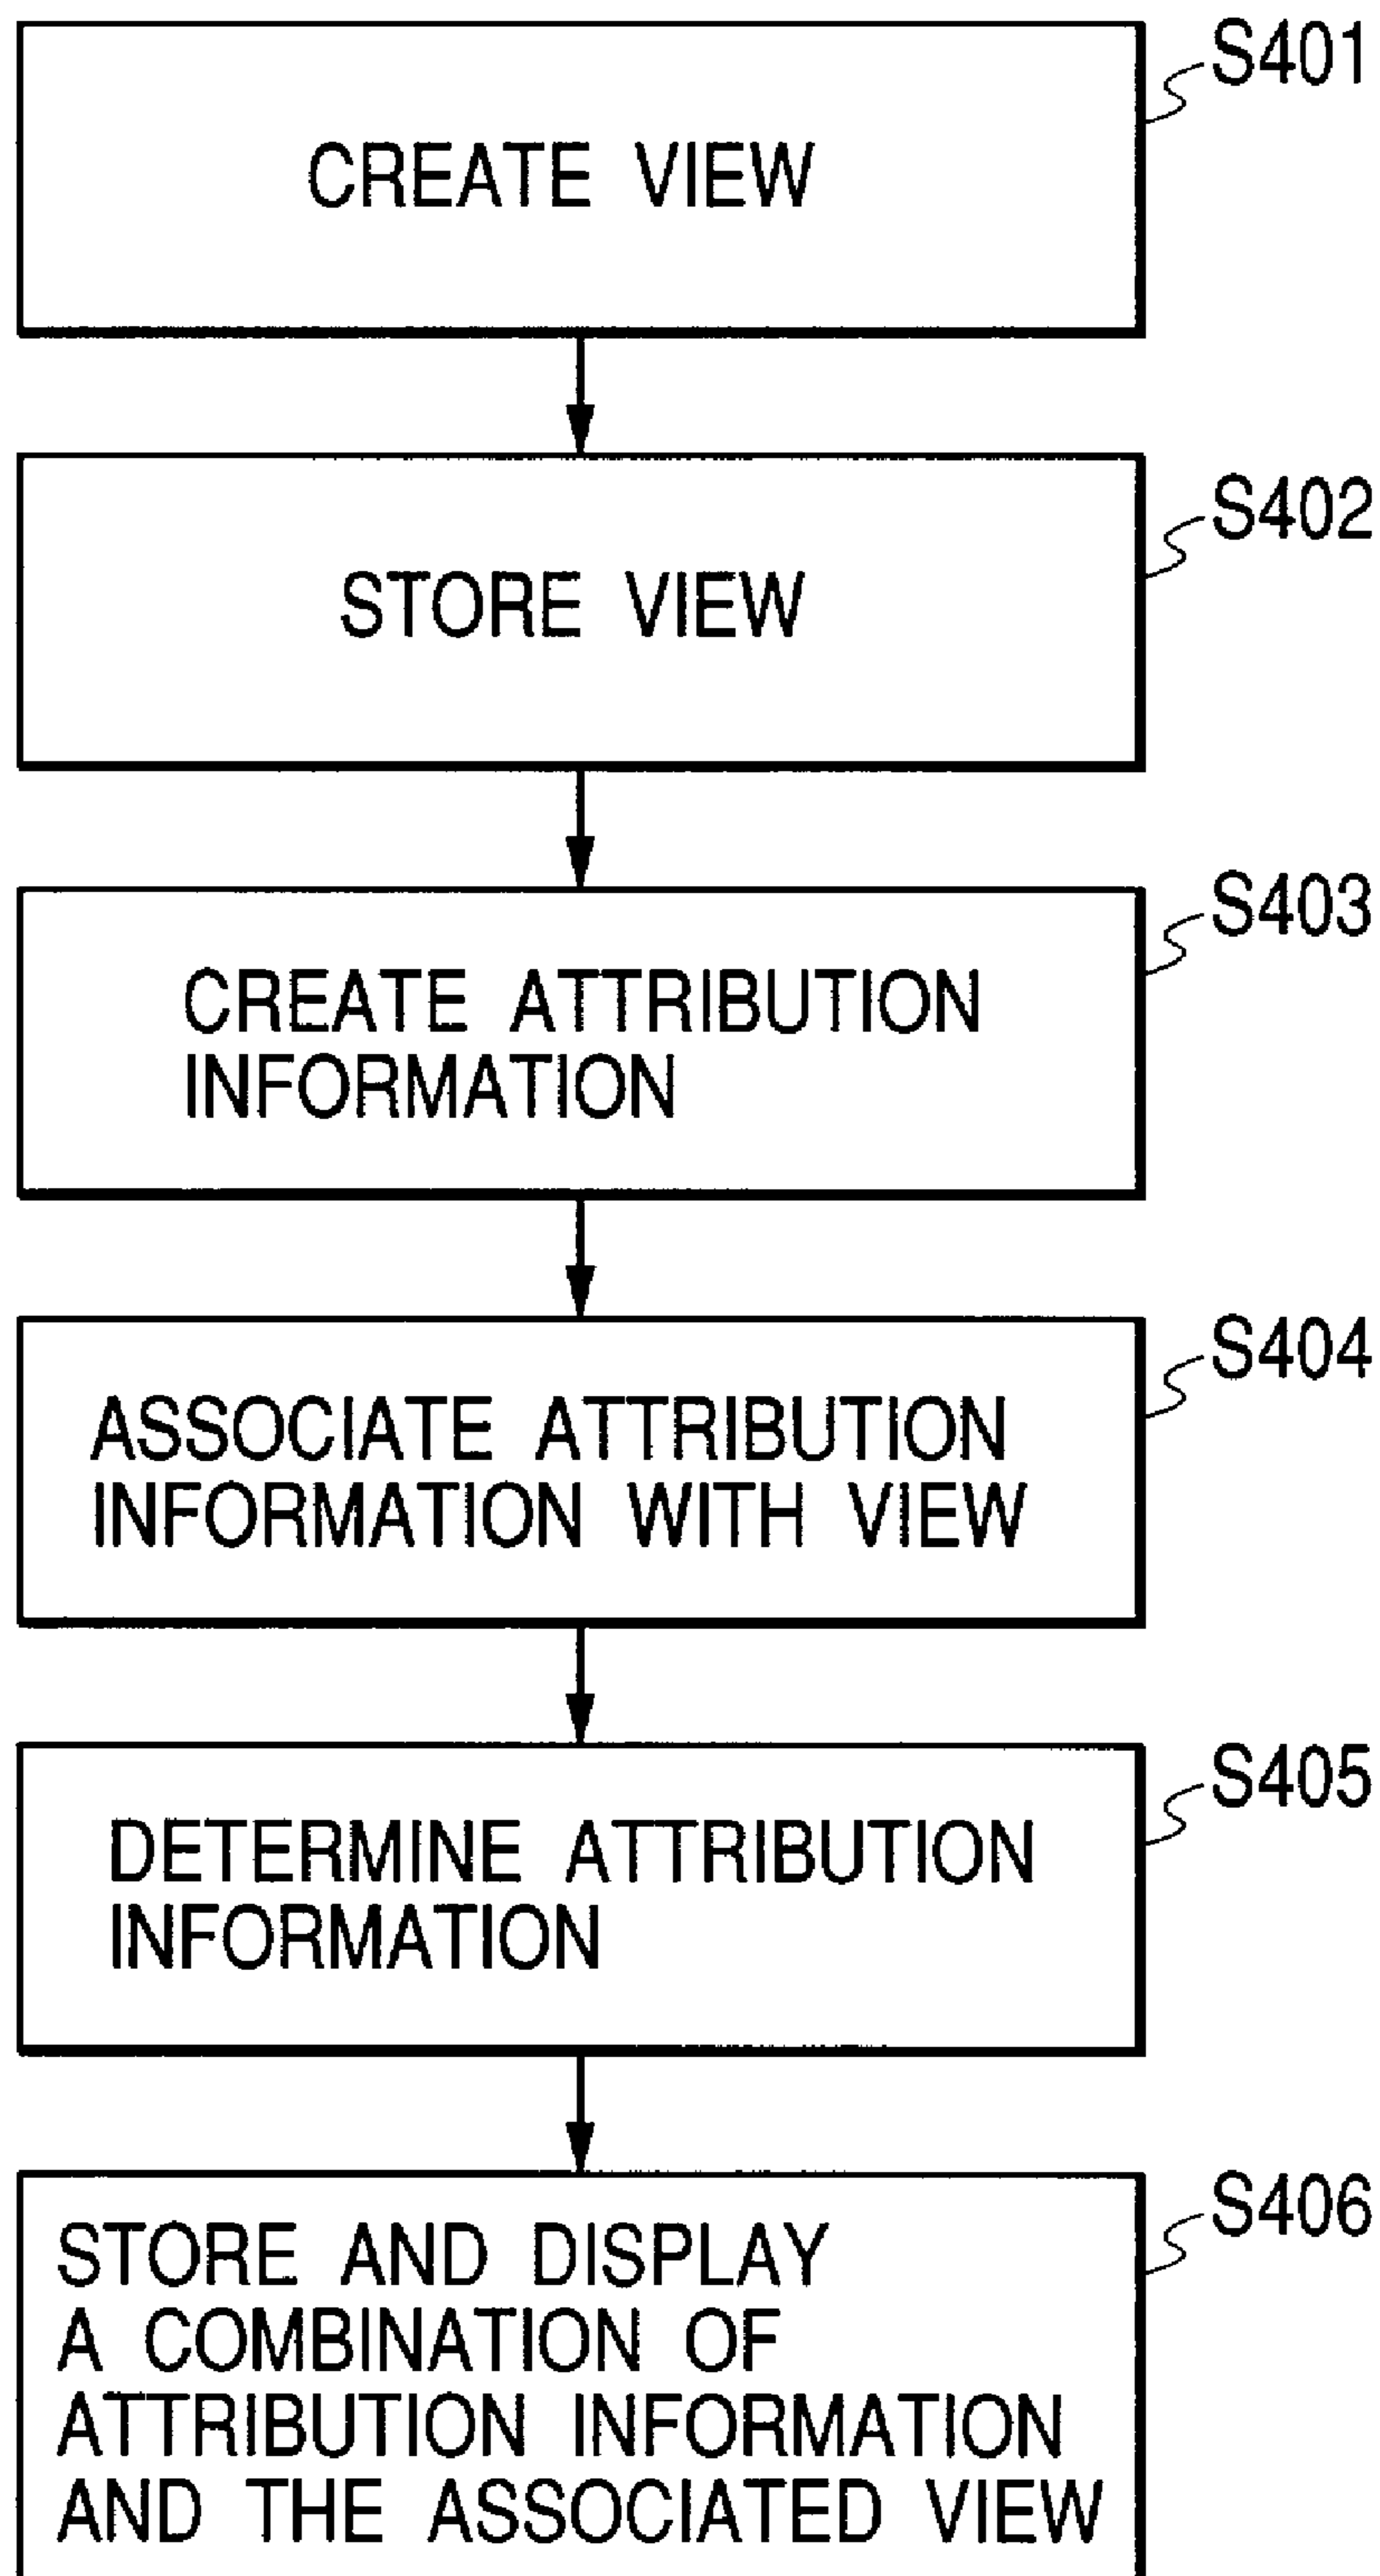 S401
CREATE VIEW
S402
STORE VIEW
S403
CREATE ATTRIBUTION
INFORMATION
S404
ASSOCIATE ATTRIBUTION
INFORMATION WITH VIEW
S405
DETERMINE ATTRIBUTION
INFORMATION
S406
STORE AND DISPLAY
A COMBINATION OF
ATTRIBUTION INFORMATION
AND THE ASSOCIATED VIEW